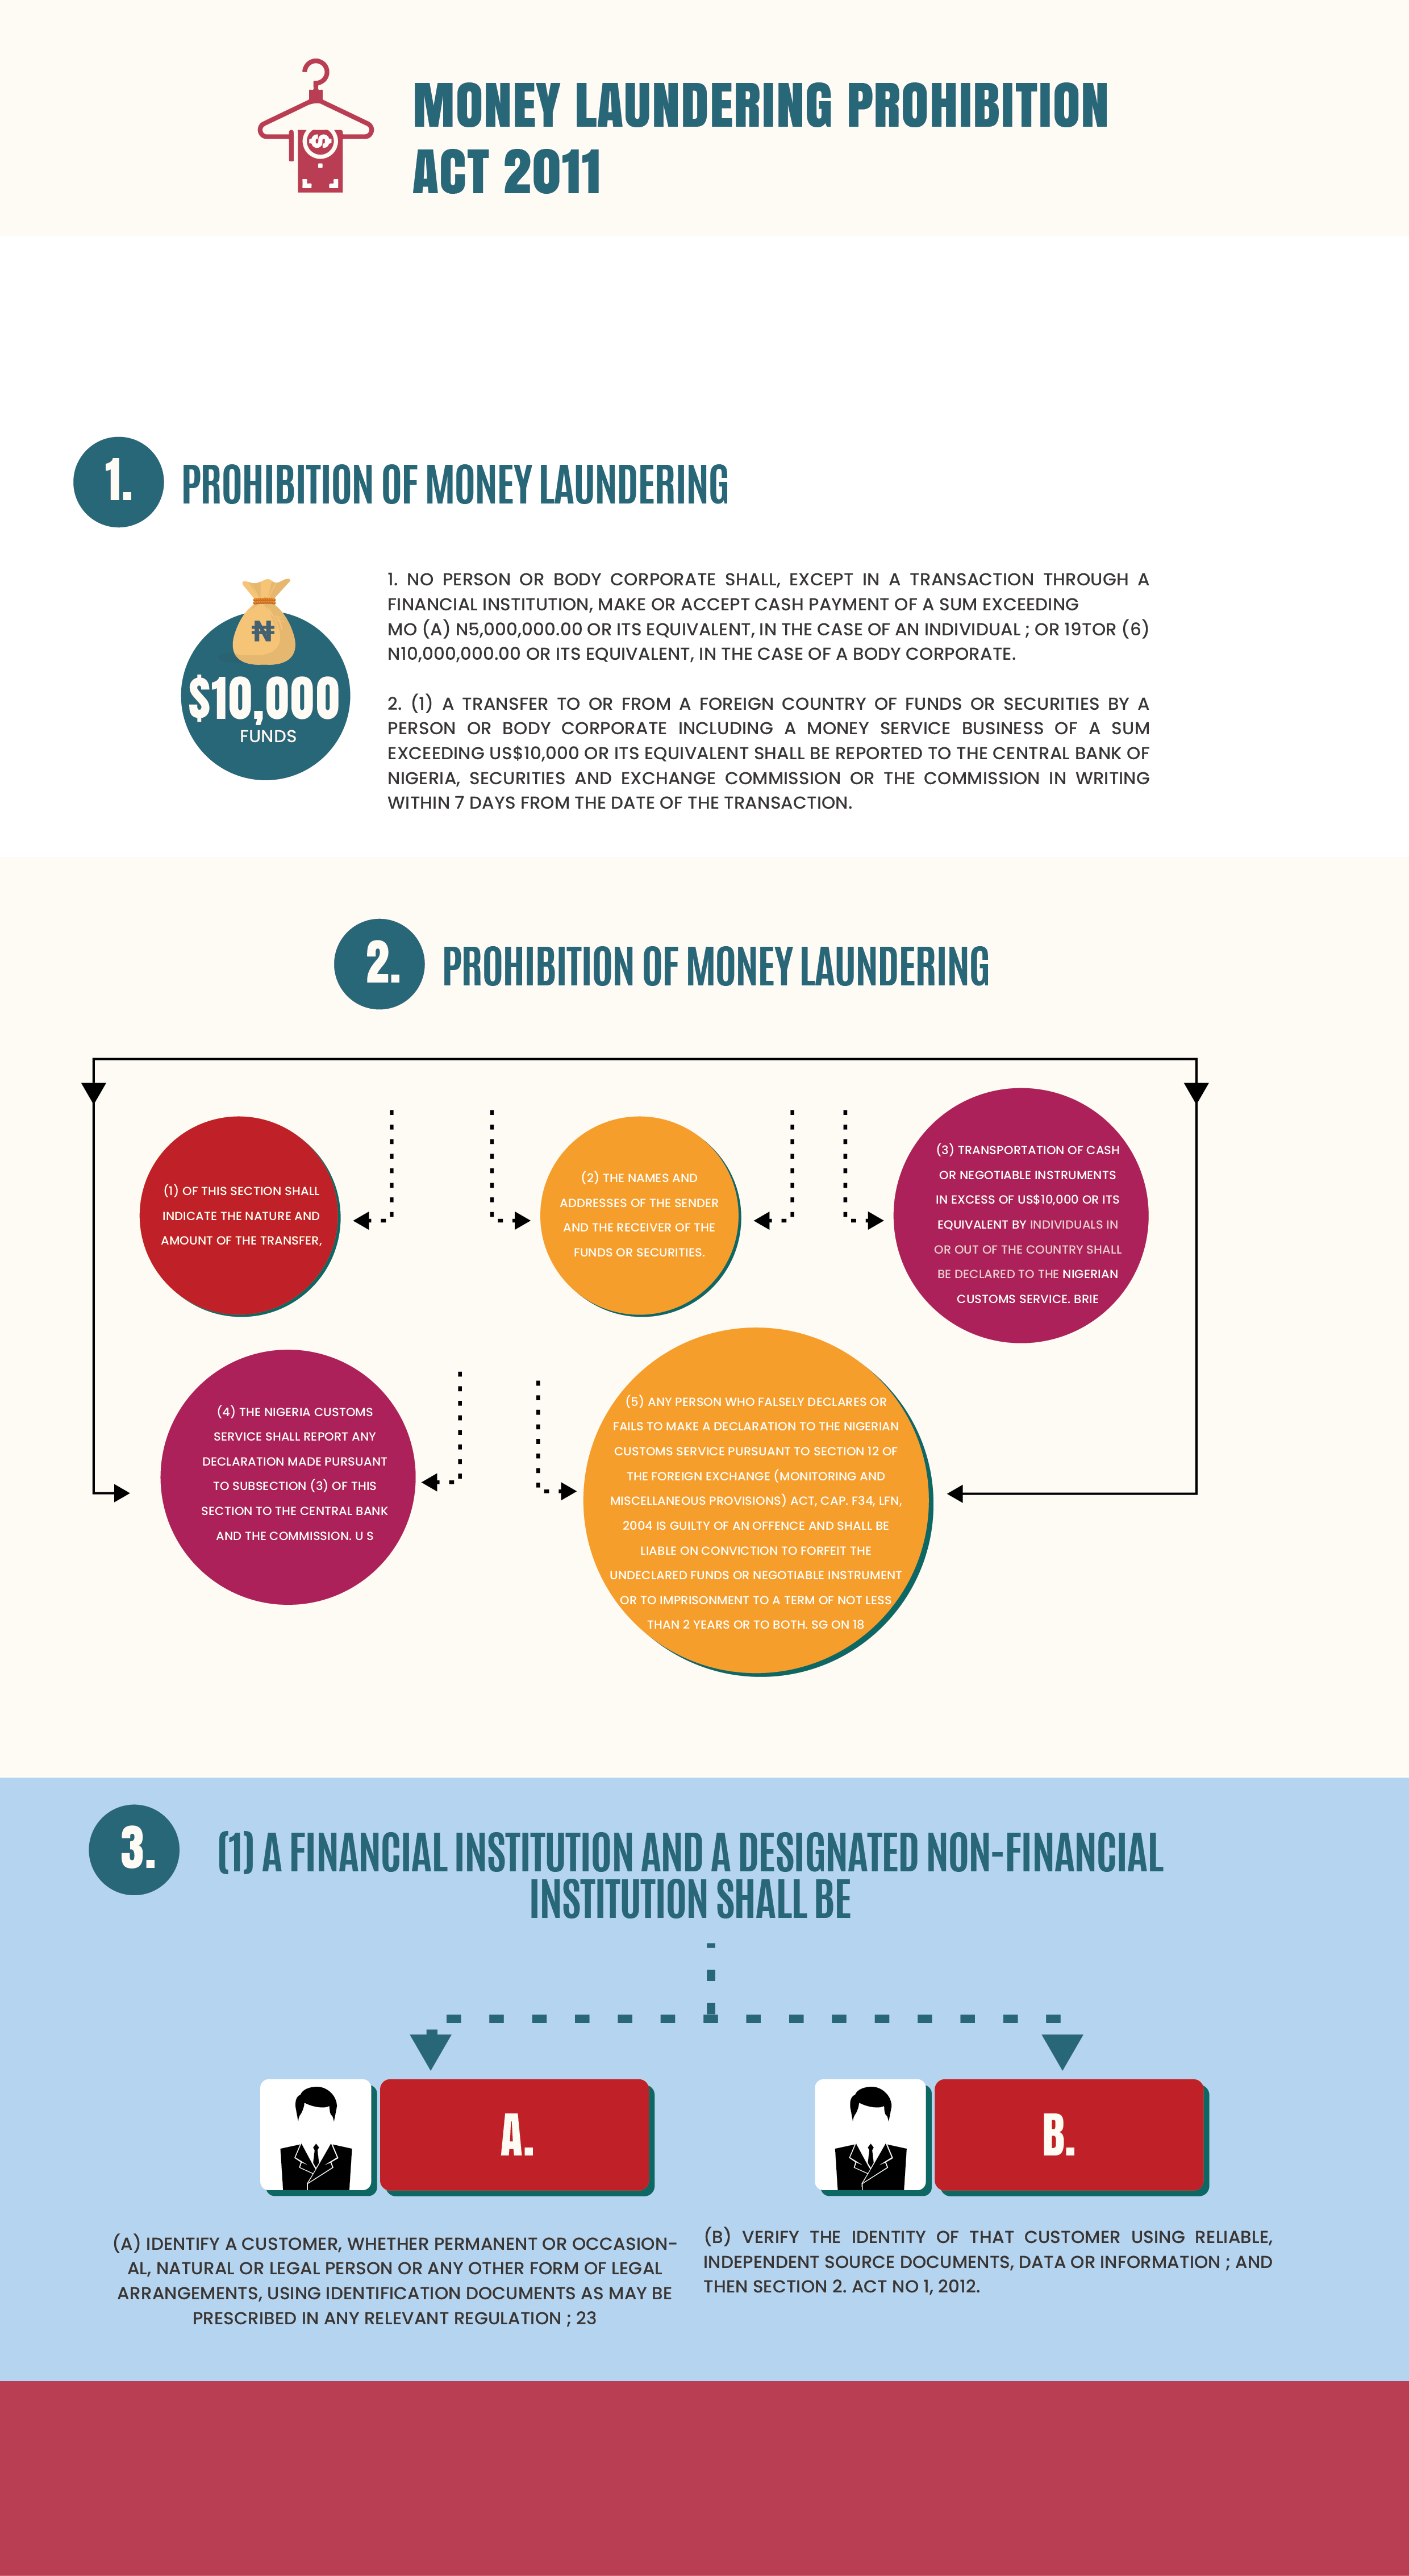 MONEY LAUNDERING PROHIBITION
ACT 2011
1.
PROHIBITION OF MONEY LAUNDERING
₦
$10,000
FUNDS
1. NO PERSON OR BODY CORPORATE SHALL, EXCEPT IN A TRANSACTION THROUGH A
FINANCIAL INSTITUTION, MAKE OR ACCEPT CASH PAYMENT OF A SUM EXCEEDING
MO (A) N5,000,000.00 OR ITS EQUIVALENT, IN THE CASE OF AN INDIVIDUAL ; OR 19TOR (6)
N10,000,000.00 OR ITS EQUIVALENT, IN THE CASE OF A BODY CORPORATE.
2. (1) A TRANSFER TO OR FROM A FOREIGN COUNTRY OF FUNDS OR SECURITIES BY A
PERSON OR BODY CORPORATE INCLUDING A MONEY SERVICE BUSINESS OF A SUM
EXCEEDING US$10,000 OR ITS EQUIVALENT SHALL BE REPORTED TO THE CENTRAL BANK OF
NIGERIA, SECURITIES AND EXCHANGE COMMISSION OR THE COMMISSION IN WRITING
WITHIN 7 DAYS FROM THE DATE OF THE TRANSACTION.
2.
PROHIBITION OF MONEY LAUNDERING
(1) OF THIS SECTION SHALL
INDICATE THE NATURE AND
AMOUNT OF THE TRANSFER,
(2) THE NAMES AND
ADDRESSES OF THE SENDER
AND THE RECEIVER OF THE
FUNDS OR SECURITIES.
(3) TRANSPORTATION OF CASH
OR NEGOTIABLE INSTRUMENTS
IN EXCESS OF US$10,000 OR ITS
EQUIVALENT BY INDIVIDUALS IN
OR OUT OF THE COUNTRY SHALL
BE DECLARED TO THE NIGERIAN
CUSTOMS SERVICE. BRIE
(4) THE NIGERIA CUSTOMS
SERVICE SHALL REPORT ANY
DECLARATION MADE PURSUANT
TO SUBSECTION (3) OF THIS
SECTION TO THE CENTRAL BANK
AND THE COMMISSION. U S
(5) ANY PERSON WHO FALSELY DECLARES OR
FAILS TO MAKE A DECLARATION TO THE NIGERIAN
CUSTOMS SERVICE PURSUANT TO SECTION 12 OF
THE FOREIGN EXCHANGE (MONITORING AND
MISCELLANEOUS PROVISIONS) ACT, CAP. F34, LFN,
2004 IS GUILTY OF AN OFFENCE AND SHALL BE
LIABLE ON CONVICTION TO FORFEIT THE
UNDECLARED FUNDS OR NEGOTIABLE INSTRUMENT
OR TO IMPRISONMENT TO A TERM OF NOT LESS
THAN 2 YEARS OR TO BOTH. SG ON 18
3.
(1) A FINANCIAL INSTITUTION AND A DESIGNATED NON-FINANCIAL
INSTITUTION SHALL BE
A.
B.
(A) IDENTIFY A CUSTOMER, WHETHER PERMANENT OR OCCASION-
AL, NATURAL OR LEGAL PERSON OR ANY OTHER FORM OF LEGAL
ARRANGEMENTS, USING IDENTIFICATION DOCUMENTS AS MAY BE
PRESCRIBED IN ANY RELEVANT REGULATION ; 23
(B) VERIFY THE IDENTITY OF THAT CUSTOMER USING RELIABLE,
INDEPENDENT SOURCE DOCUMENTS, DATA OR INFORMATION ; AND
THEN SECTION 2. ACT NO 1, 2012.